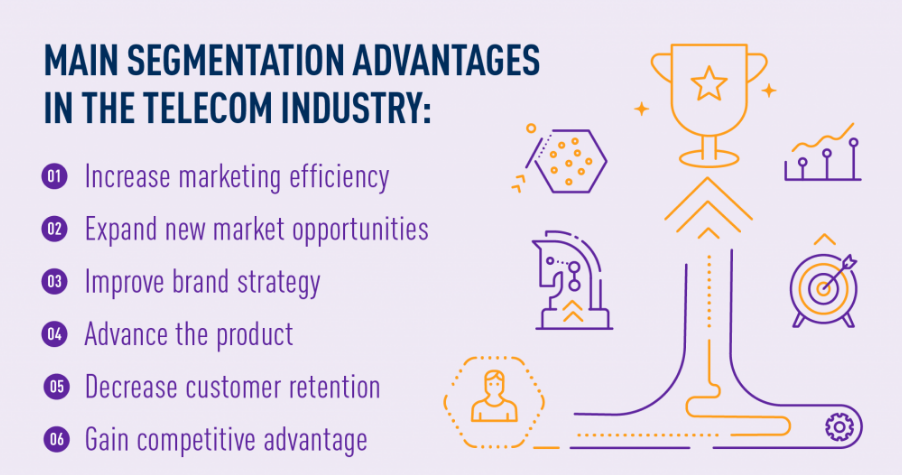 MAIN SEGMENTATION ADVANTAGES
IN THE TELECOM INDUSTRY:
01 Increase marketing efficiency
02 Expand new market opportunities
03 Improve brand strategy
04 Advance the product
05 Decrease customer retention
06 Gain competitive advantage